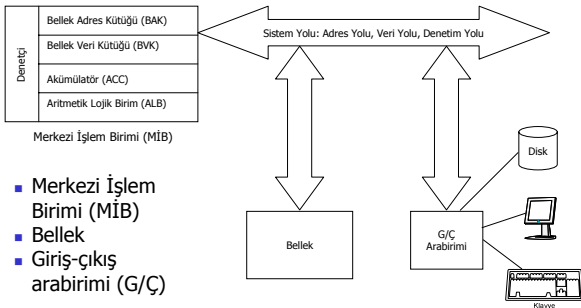 Denetçi
Bellek Adres Kütüğü (BAK)
Bellek Veri Kütüğü (BVK)
Akümülatör (ACC)
Aritmetik Lojik Birim (ALB)
Merkezi İşlem Birimi (MİB)
Sistem Yolu: Adres Yolu, Veri Yolu, Denetim Yolu
Disk
▪ Merkezi İşlem
Birimi (MİB)
▪ Bellek
▪ Giriş-çıkış
arabirimi (G/Ç)
Bellek
G/Ç
Arabirimi
Klavye